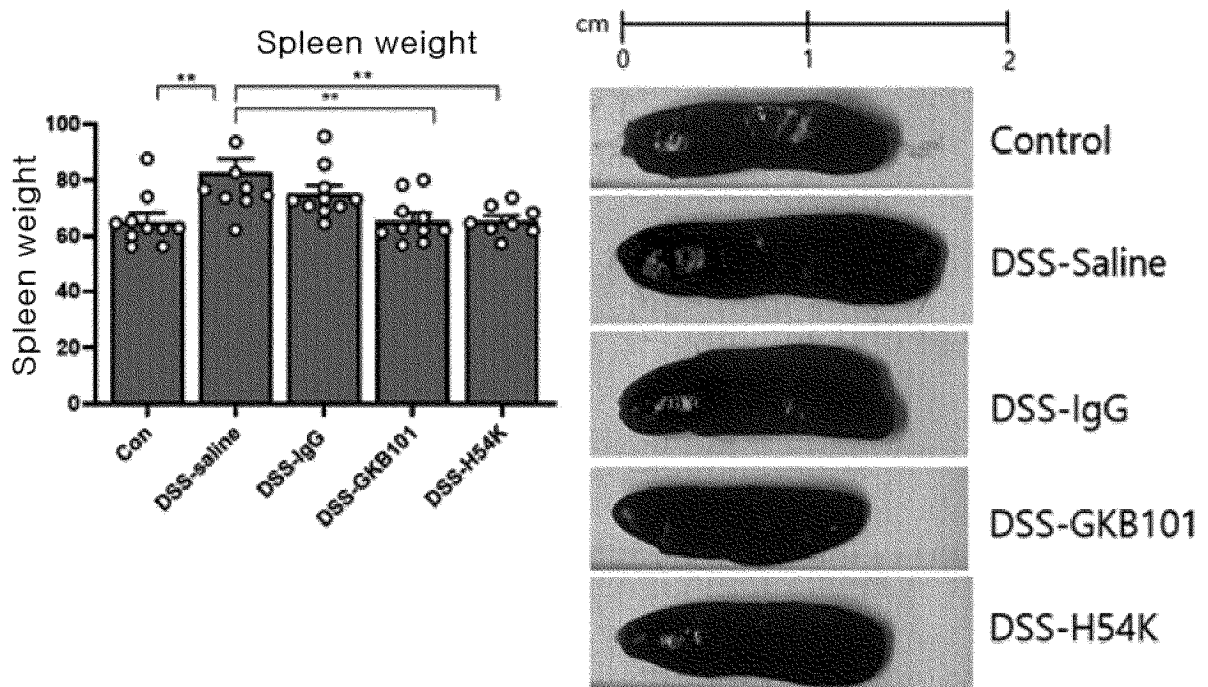 Spleen weight
**
**
**
Spleen weight
100
80
60
40
20
0
Con
DSS-saline
DSS-IgG
DSS-GKB101
DSS-H54K
cm
0
1
2
Control
DSS-Saline
DSS-IgG
DSS-GKB101
DSS-H54K